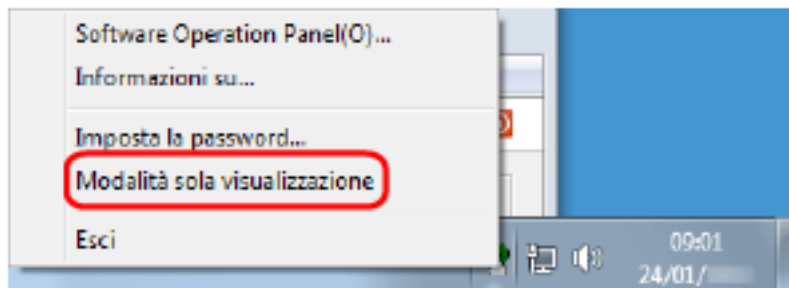 Software Operation Panel(O)...
Informazioni su...
Imposta la password...
Modalità sola visualizzazione
Esci
09:01
24/01/